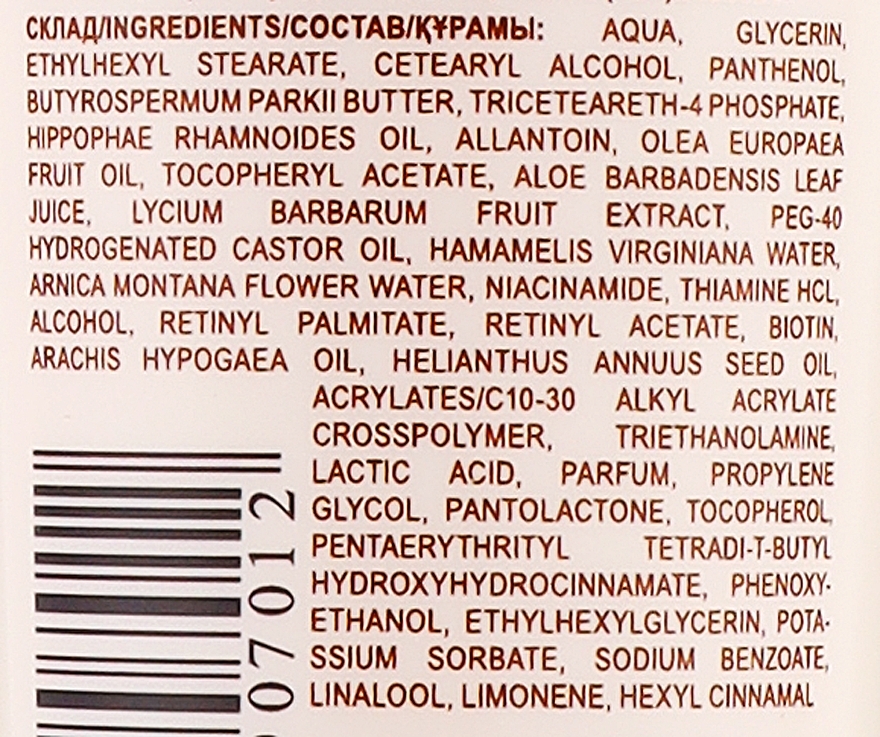 СКЛАД/INGREDIENTS/СОСТАВ/ҚҰРАМЫ: AQUA, GLYCERIN,
ETHYLHEXYL STEARATE, CETEARYL ALCOHOL, PANTHENOL,
BUTYROSPERMUM PARKII BUTTER, TRICETEARETH-4 PHOSPHATE,
HIPPOPHAE RHAMNOIDES OIL, ALLANTOIN, OLEA EUROPAEA
FRUIT OIL, TOCOPHERYL ACETATE, ALOE BARBADENSIS LEAF
JUICE, LYCIUM BARBARUM FRUIT EXTRACT, PEG-40
HYDROGENATED CASTOR OIL, HAMAMELIS VIRGINIANA WATER,
ARNICA MONTANA FLOWER WATER, NIACINAMIDE, THIAMINE HCL,
ALCOHOL, RETINYL PALMITATE, RETINYL ACETATE, BIOTIN,
ARACHIS HYPOGAEA OIL, HELIANTHUS ANNUUS SEED OIL,
ACRYLATES/C10-30 ALKYL ACRYLATE
CROSSPOLYMER, TRIETHANOLAMINE,
LACTIC ACID, PARFUM, PROPYLENE
GLYCOL, PANTOLACTONE, TOCOPHEROL,
PENTAERYTHRITYL TETRADI-T-BUTYL
HYDROXYHYDROCINNAMATE, PHENOXY-
ETHANOL, ETHYLHEXYLGLYCERIN, POTA-
SSIUM SORBATE, SODIUM BENZOATE,
LINALOOL, LIMONENE, HEXYL CINNAMAL
07012